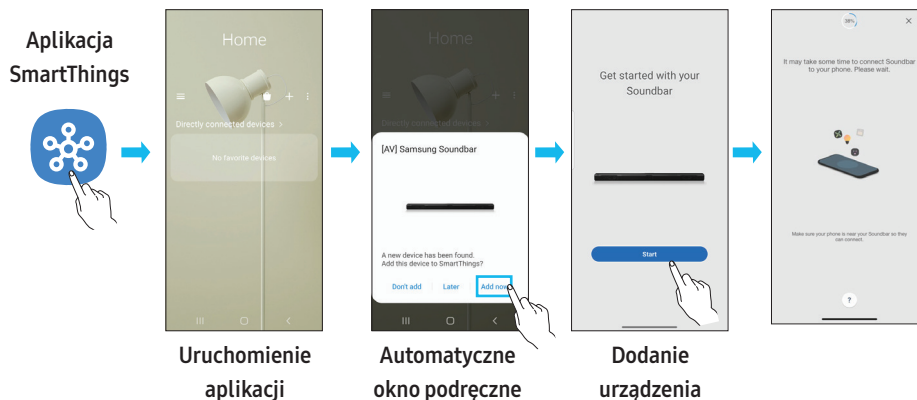 Aplikacja
SmartThings
Home
Directly connected devices >
No favorite devices
Uruchomienie
aplikacji
Home
Directly connected devices >
[AV] Samsung Soundbar
A new device has been found.
Add this device to SmartThings?
Don't add Later Add now
Automatyczne
okno podręczne
Get started with your
Soundbar
Start
Dodanie
urządzenia
38%
It may take some time to connect Soundbar
to your phone. Please wait.
Make sure your phone is near your Soundbar so they
can connect.
?